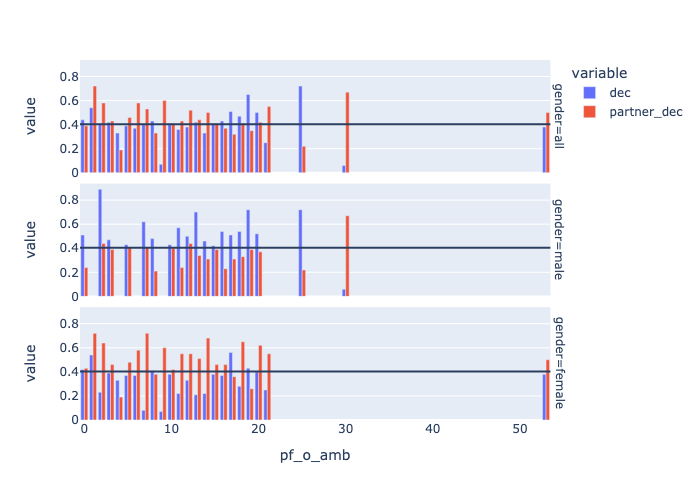 variable
dec
partner_dec
value
0.8
0.6
0.4
0.2
0
gender=all
value
0.8
0.6
0.4
0.2
0
gender=male
value
0.8
0.6
0.4
0.2
0
gender=female
0 10 20 30 40 50
pf_o_amb